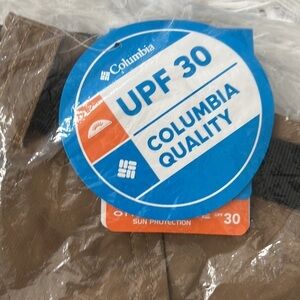 Columbia
UPF 30
COLUMBIA
QUALITY
30
SUN PROTECTION